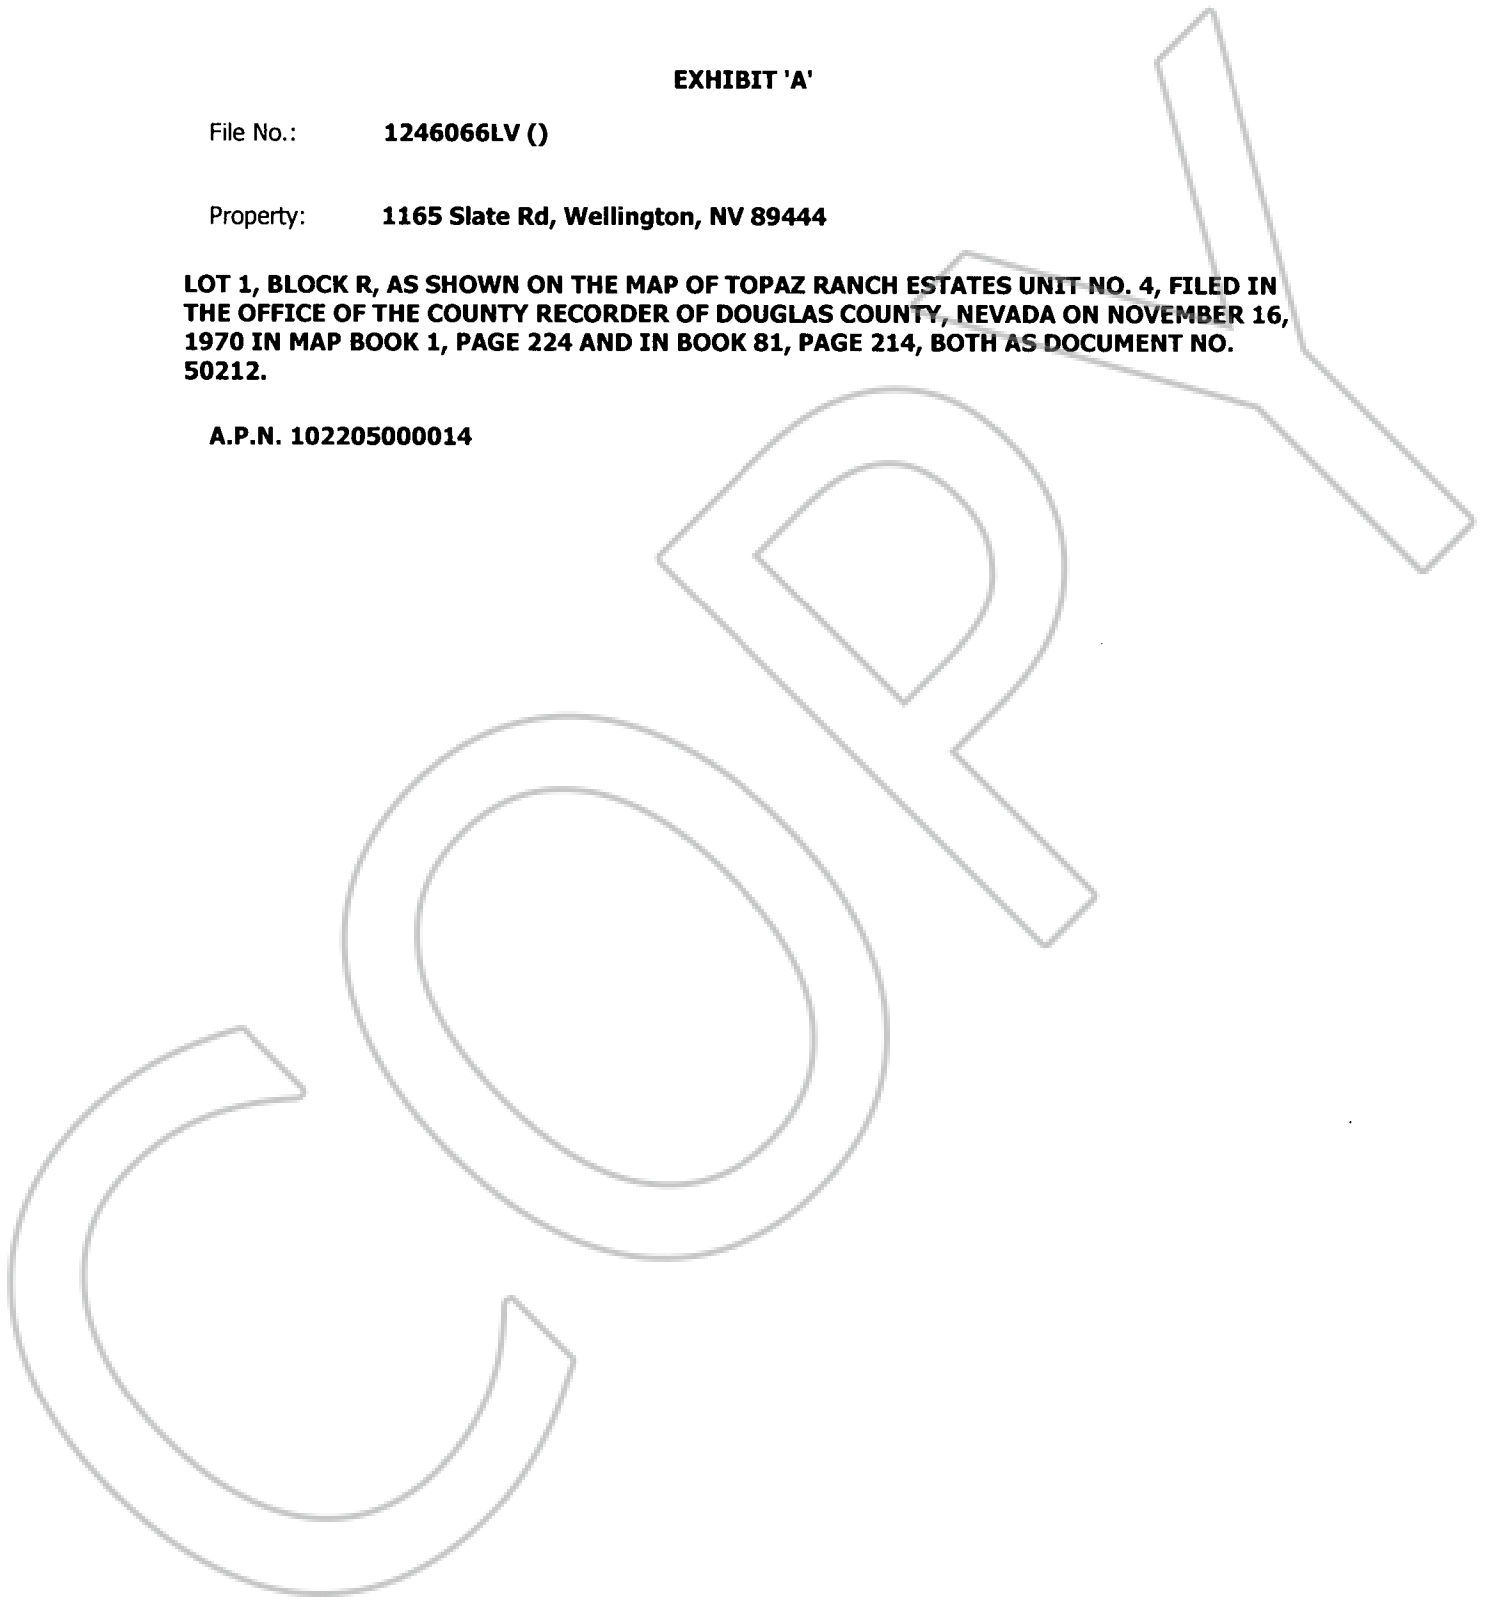 EXHIBIT 'A'
File No.: 1246066LV ()
Property: 1165 Slate Rd, Wellington, NV 89444
LOT 1, BLOCK R, AS SHOWN ON THE MAP OF TOPAZ RANCH ESTATES UNIT NO. 4, FILED IN
THE OFFICE OF THE COUNTY RECORDER OF DOUGLAS COUNTY, NEVADA ON NOVEMBER 16,
1970 IN MAP BOOK 1, PAGE 224 AND IN BOOK 81, PAGE 214, BOTH AS DOCUMENT NO.
50212.
A.P.N. 102205000014
COPY